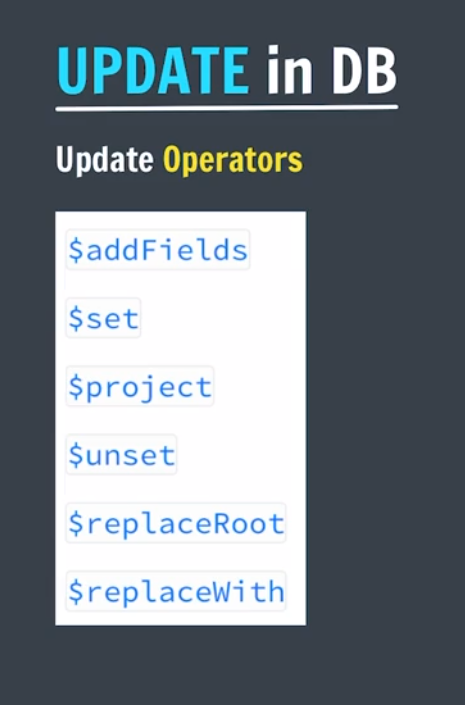 UPDATE in DB
Update Operators
$addFields
$set
$project
$unset
$replaceRoot
$replaceWith